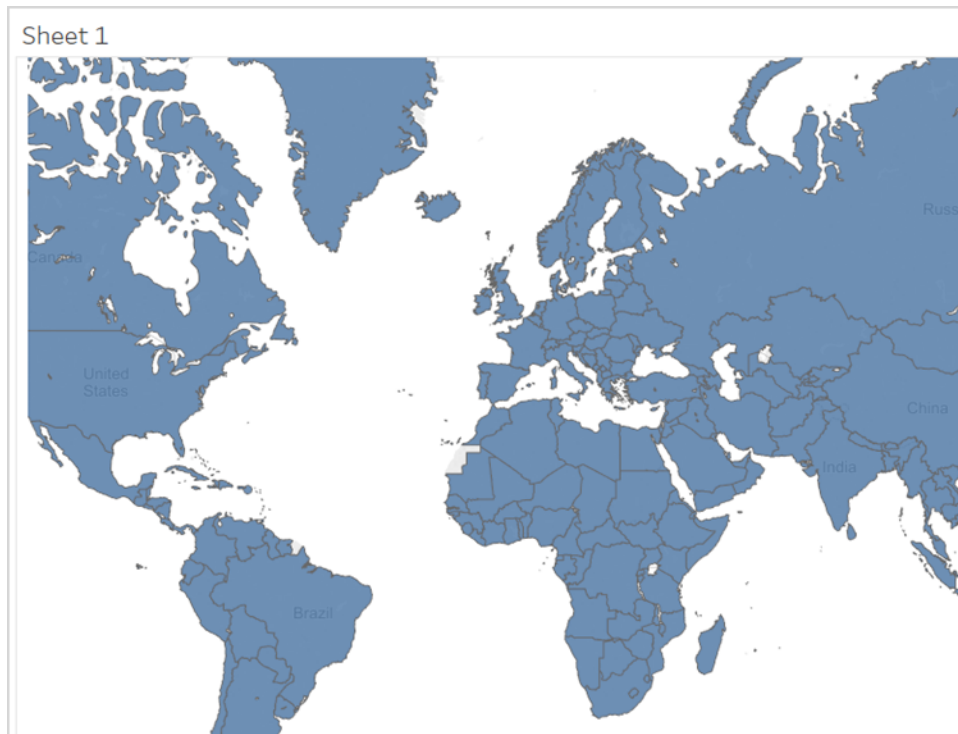 Sheet 1
Russ
Canada
United
States
China
India
Brazil